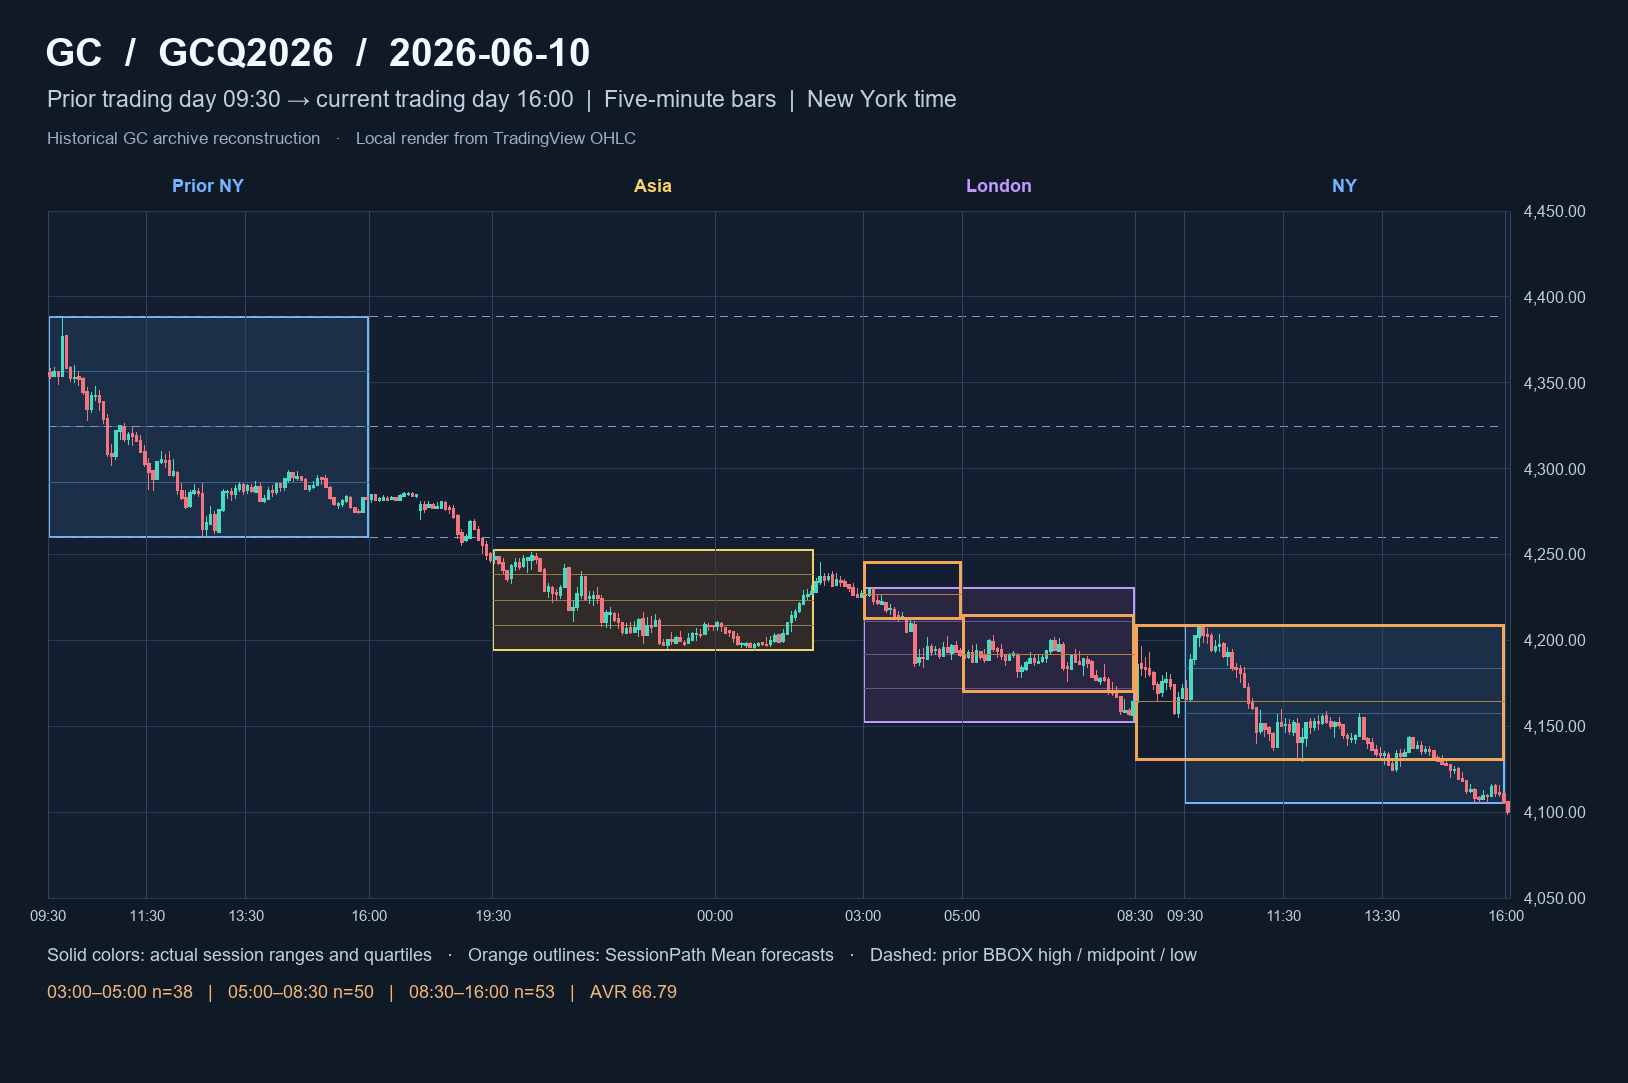 GC / GCQ2026 / 2026-06-10
Prior trading day 09:30 → current trading day 16:00 | Five-minute bars | New York time
Historical GC archive reconstruction · Local render from TradingView OHLC
Prior NY Asia London NY
4,450.00
4,400.00
4,350.00
4,300.00
4,250.00
4,200.00
4,150.00
4,100.00
4,050.00
09:30 11:30 13:30 16:00 19:30 00:00 03:00 05:00 08:30 09:30 11:30 13:30 16:00
Solid colors: actual session ranges and quartiles · Orange outlines: SessionPath Mean forecasts · Dashed: prior BBOX high / midpoint / low
03:00–05:00 n=38 | 05:00–08:30 n=50 | 08:30–16:00 n=53 | AVR 66.79